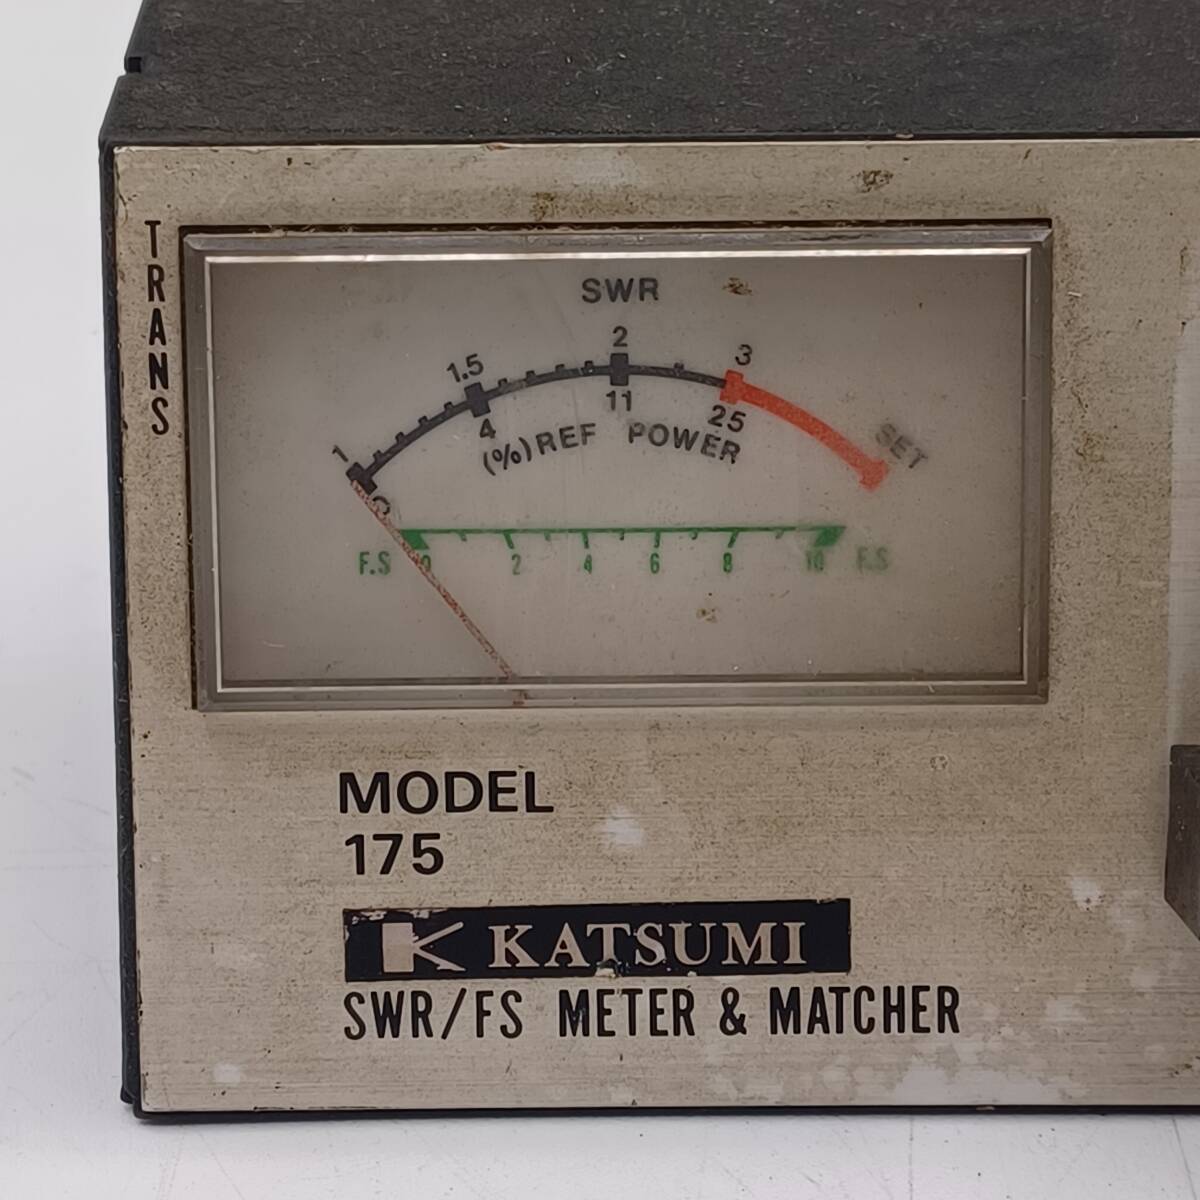 TRANS
SWR
1 1.5 2 3 SET
0 4 11 25
(%) REF POWER
F.S 0 2 4 6 8 10 F.S
MODEL
175
K KATSUMI
SWR/FS METER & MATCHER